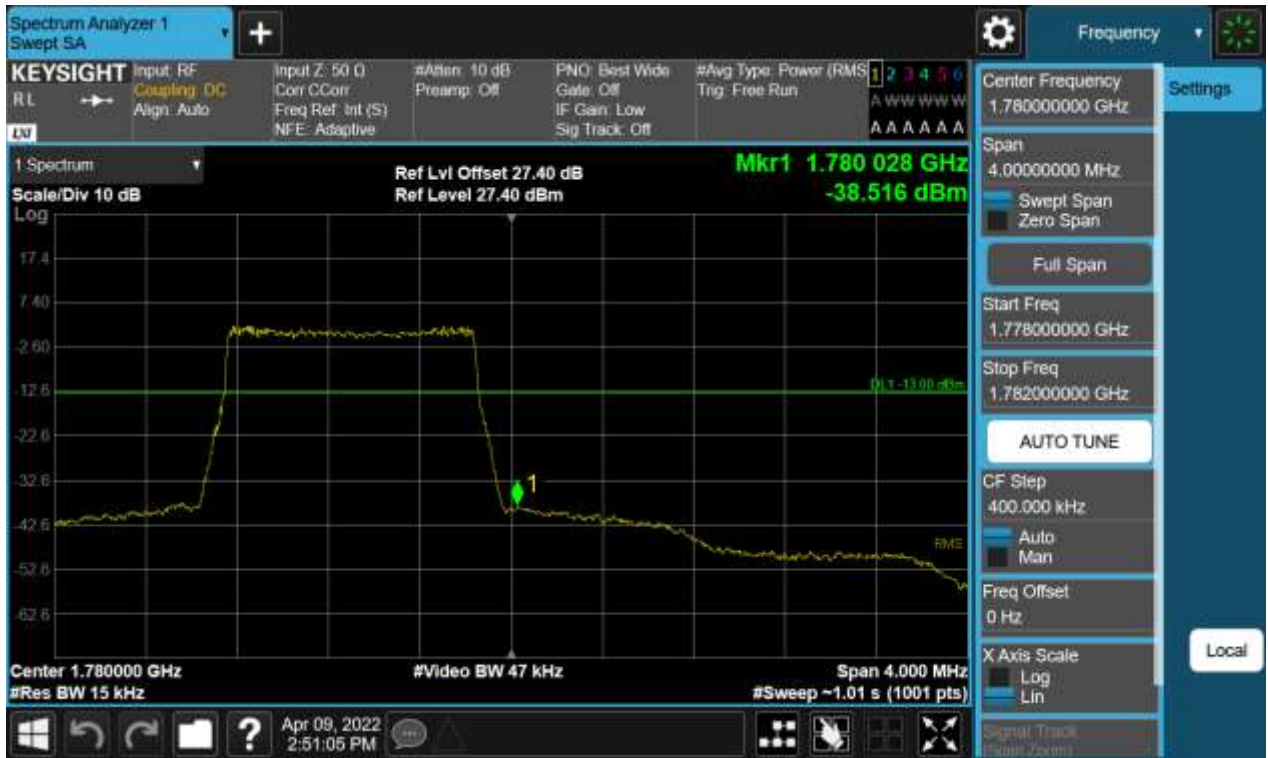 Spectrum Analyzer 1
Swept SA
+
Frequency
KEYSIGHT
RL
LXI
Input: RF
Coupling: DC
Align: Auto
Input Z: 50 Ω
Corr CCorr
Freq Ref: Int (S)
NFE: Adaptive
#Atten: 10 dB
Preamp: Off
PNO: Best Wide
Gate: Off
IF Gain: Low
Sig Track: Off
#Avg Type: Power (RMS
Trig: Free Run
1 2 3 4 5 6
A W W W W W
A A A A A A
1 Spectrum
Scale/Div 10 dB
Log
Ref Lvl Offset 27.40 dB
Ref Level 27.40 dBm
Mkr1 1.780 028 GHz
-38.516 dBm
17.4
7.40
-2.60
-12.6
-22.6
-32.6
-42.6
-52.6
-62.6
DL1 -13.00 dBm
1
RMS
Center 1.780000 GHz
#Res BW 15 kHz
#Video BW 47 kHz
Span 4.000 MHz
#Sweep ~1.01 s (1001 pts)
Center Frequency
1.780000000 GHz
Settings
Span
4.00000000 MHz
Swept Span
Zero Span
Full Span
Start Freq
1.778000000 GHz
Stop Freq
1.782000000 GHz
AUTO TUNE
CF Step
400.000 kHz
Auto
Man
Freq Offset
0 Hz
X Axis Scale
Log
Lin
Local
Signal Track
(Span Zoom)
?
Apr 09, 2022
2:51:05 PM